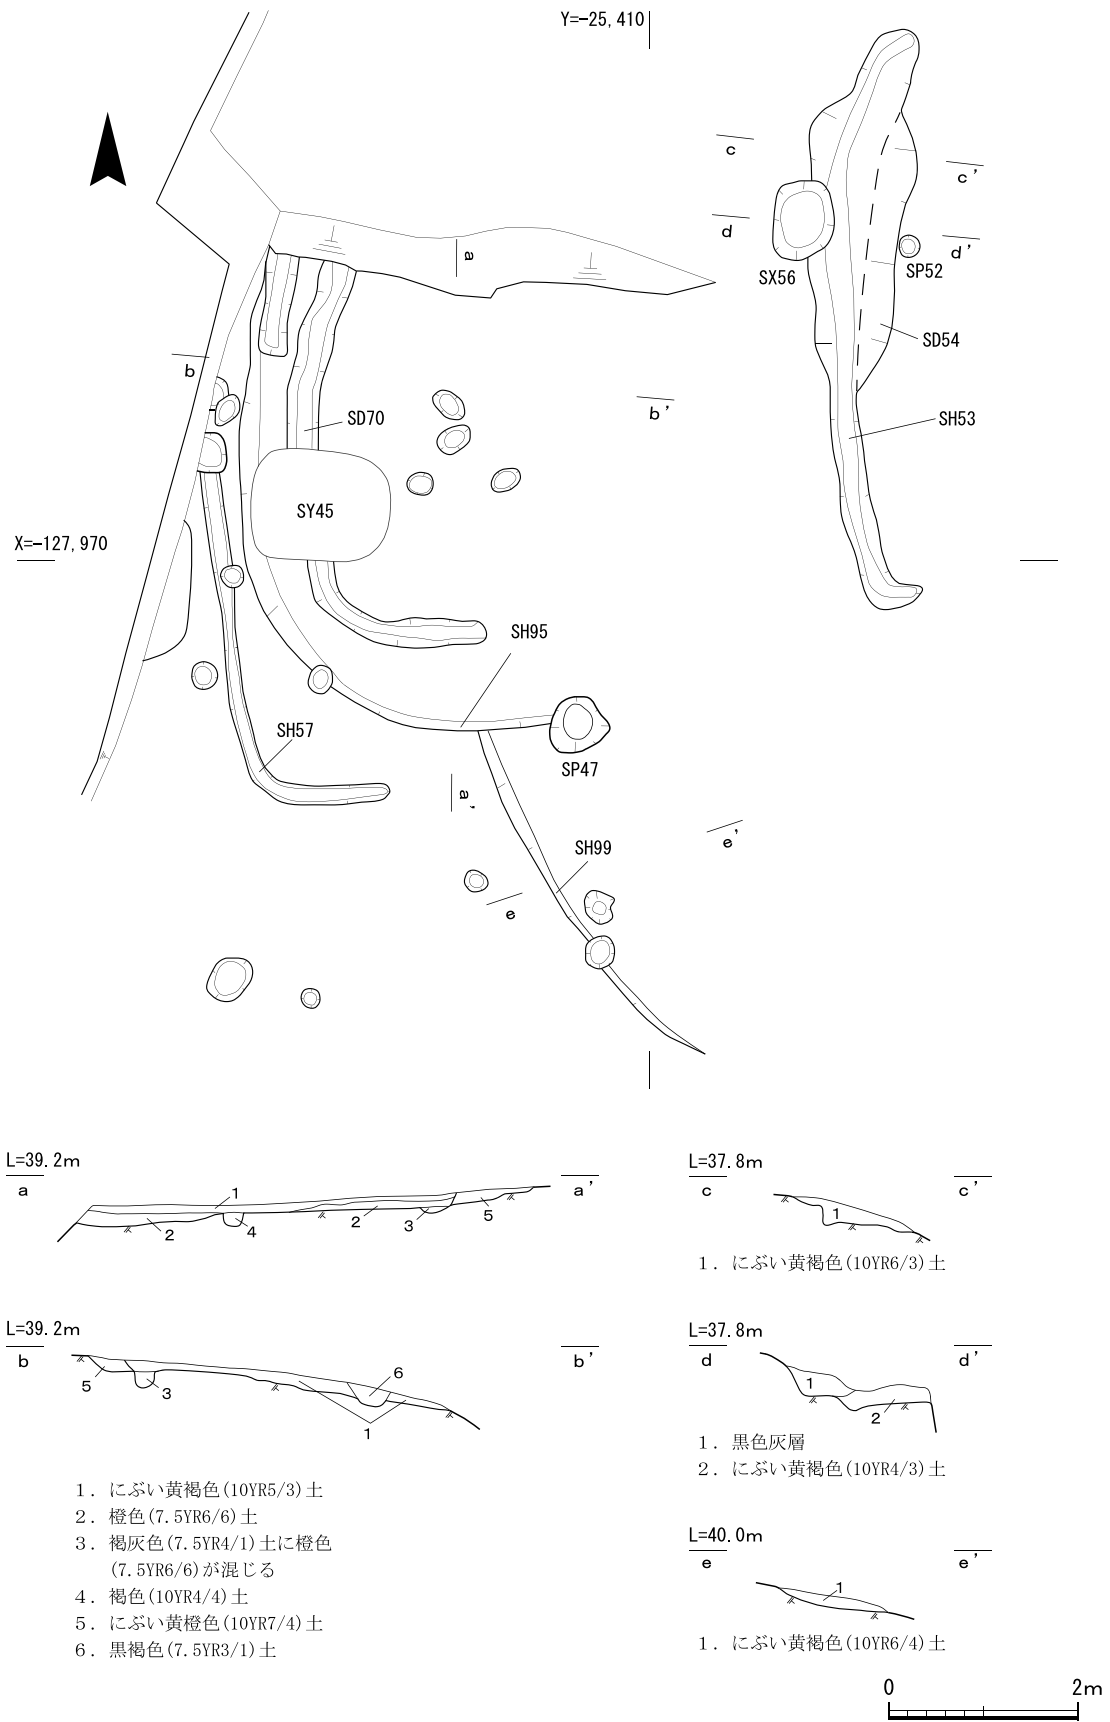 Y=−25,410
c
c’
d
d’
SX56
SP52
SD54
SH53
a
b
b’
SD70
SY45
X=−127,970
SH95
SH57
SP47
a’
SH99
e’
e
L=39.2m
a
a’
1
2
4
2
3
5
L=37.8m
c
c’
1
1．にぶい黄褐色(10YR6/3)土
L=39.2m
b
b’
5
3
6
1
L=37.8m
d
d’
1
2
1．黒色灰層
2．にぶい黄褐色(10YR4/3)土
1．にぶい黄褐色(10YR5/3)土
2．橙色(7.5YR6/6)土
3．褐灰色(7.5YR4/1)土に橙色
(7.5YR6/6)が混じる
4．褐色(10YR4/4)土
5．にぶい黄橙色(10YR7/4)土
6．黒褐色(7.5YR3/1)土
L=40.0m
e
e’
1
1．にぶい黄褐色(10YR6/4)土
0 2m